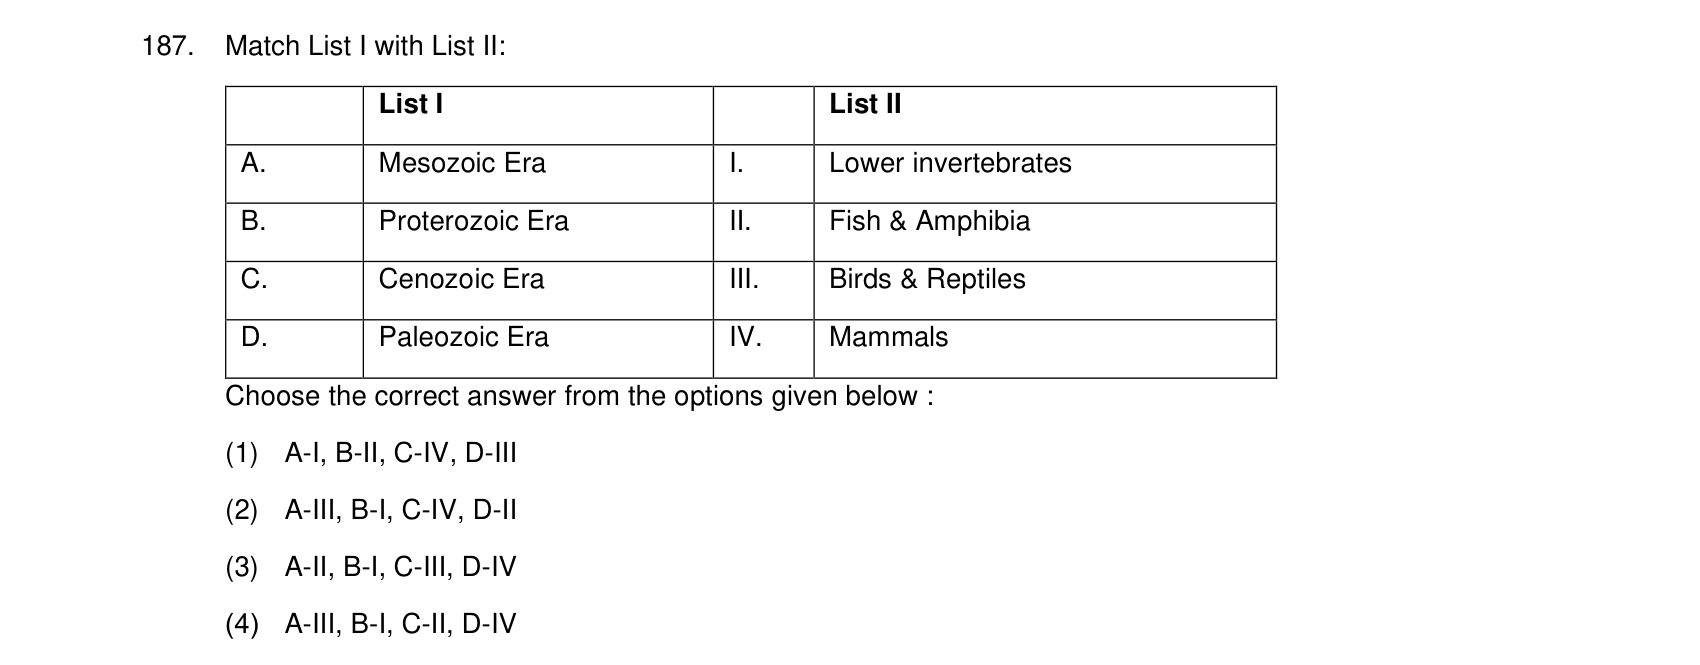 187. Match List I with List II:
List I List II
A. Mesozoic Era I. Lower invertebrates
B. Proterozoic Era II. Fish & Amphibia
C. Cenozoic Era III. Birds & Reptiles
D. Paleozoic Era IV. Mammals
Choose the correct answer from the options given below :
(1) A-I, B-II, C-IV, D-III
(2) A-III, B-I, C-IV, D-II
(3) A-II, B-I, C-III, D-IV
(4) A-III, B-I, C-II, D-IV